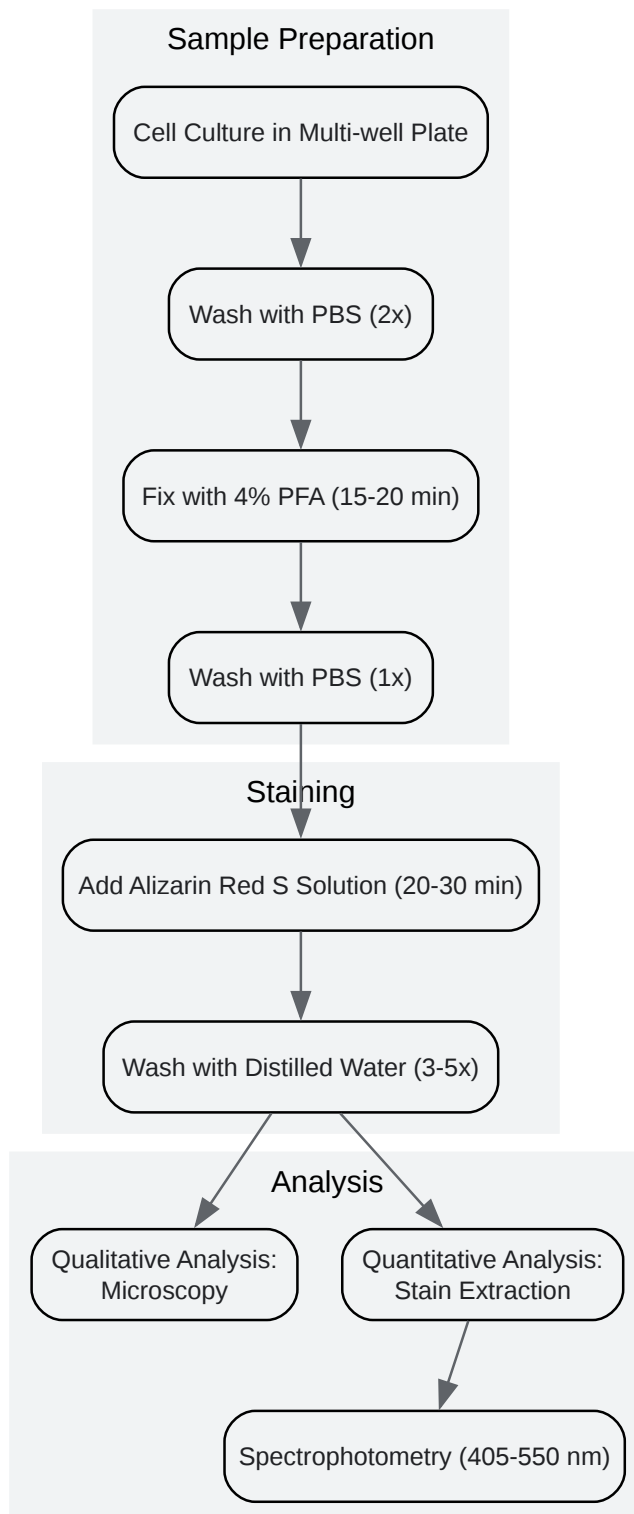 Sample Preparation
Cell Culture in Multi-well Plate
Wash with PBS (2x)
Fix with 4% PFA (15-20 min)
Wash with PBS (1x)
Staining
Add Alizarin Red S Solution (20-30 min)
Wash with Distilled Water (3-5x)
Analysis
Qualitative Analysis:
Microscopy
Quantitative Analysis:
Stain Extraction
Spectrophotometry (405-550 nm)